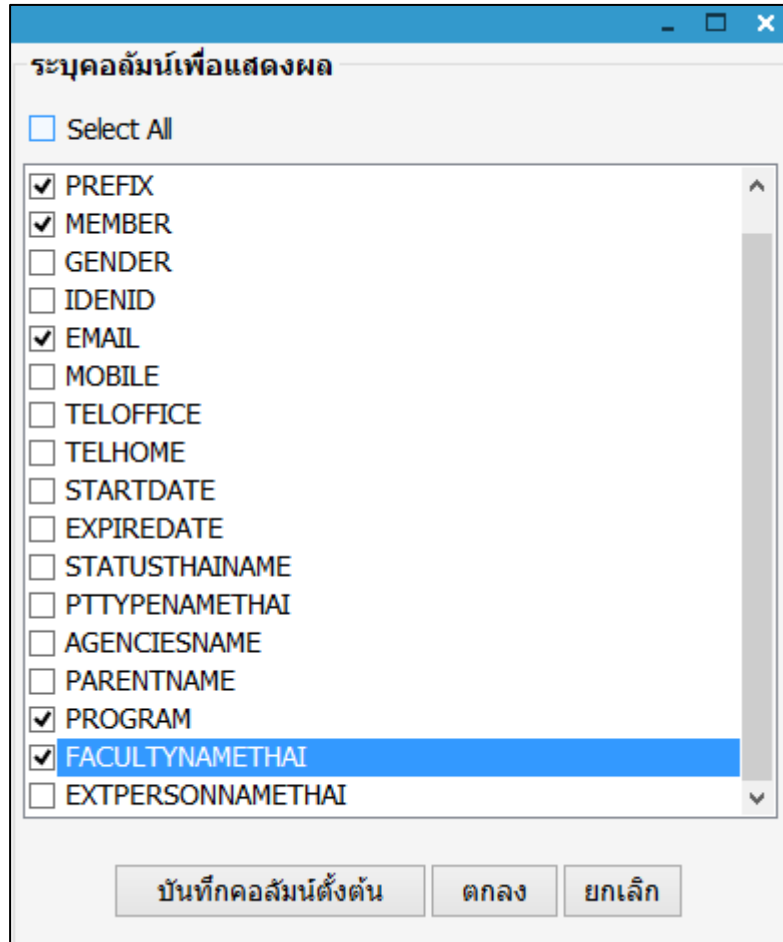 ระบุคอลัมน์เพื่อแสดงผล
Select All
PREFIX
MEMBER
GENDER
IDENID
EMAIL
MOBILE
TELOFFICE
TELHOME
STARTDATE
EXPIREDATE
STATUSTHAINAME
PTTYPENAMETHAI
AGENCIESNAME
PARENTNAME
PROGRAM
FACULTYNAMETHAI
EXTPERSONNAMETHAI
บันทึกคอลัมน์ตั้งต้น ตกลง ยกเลิก